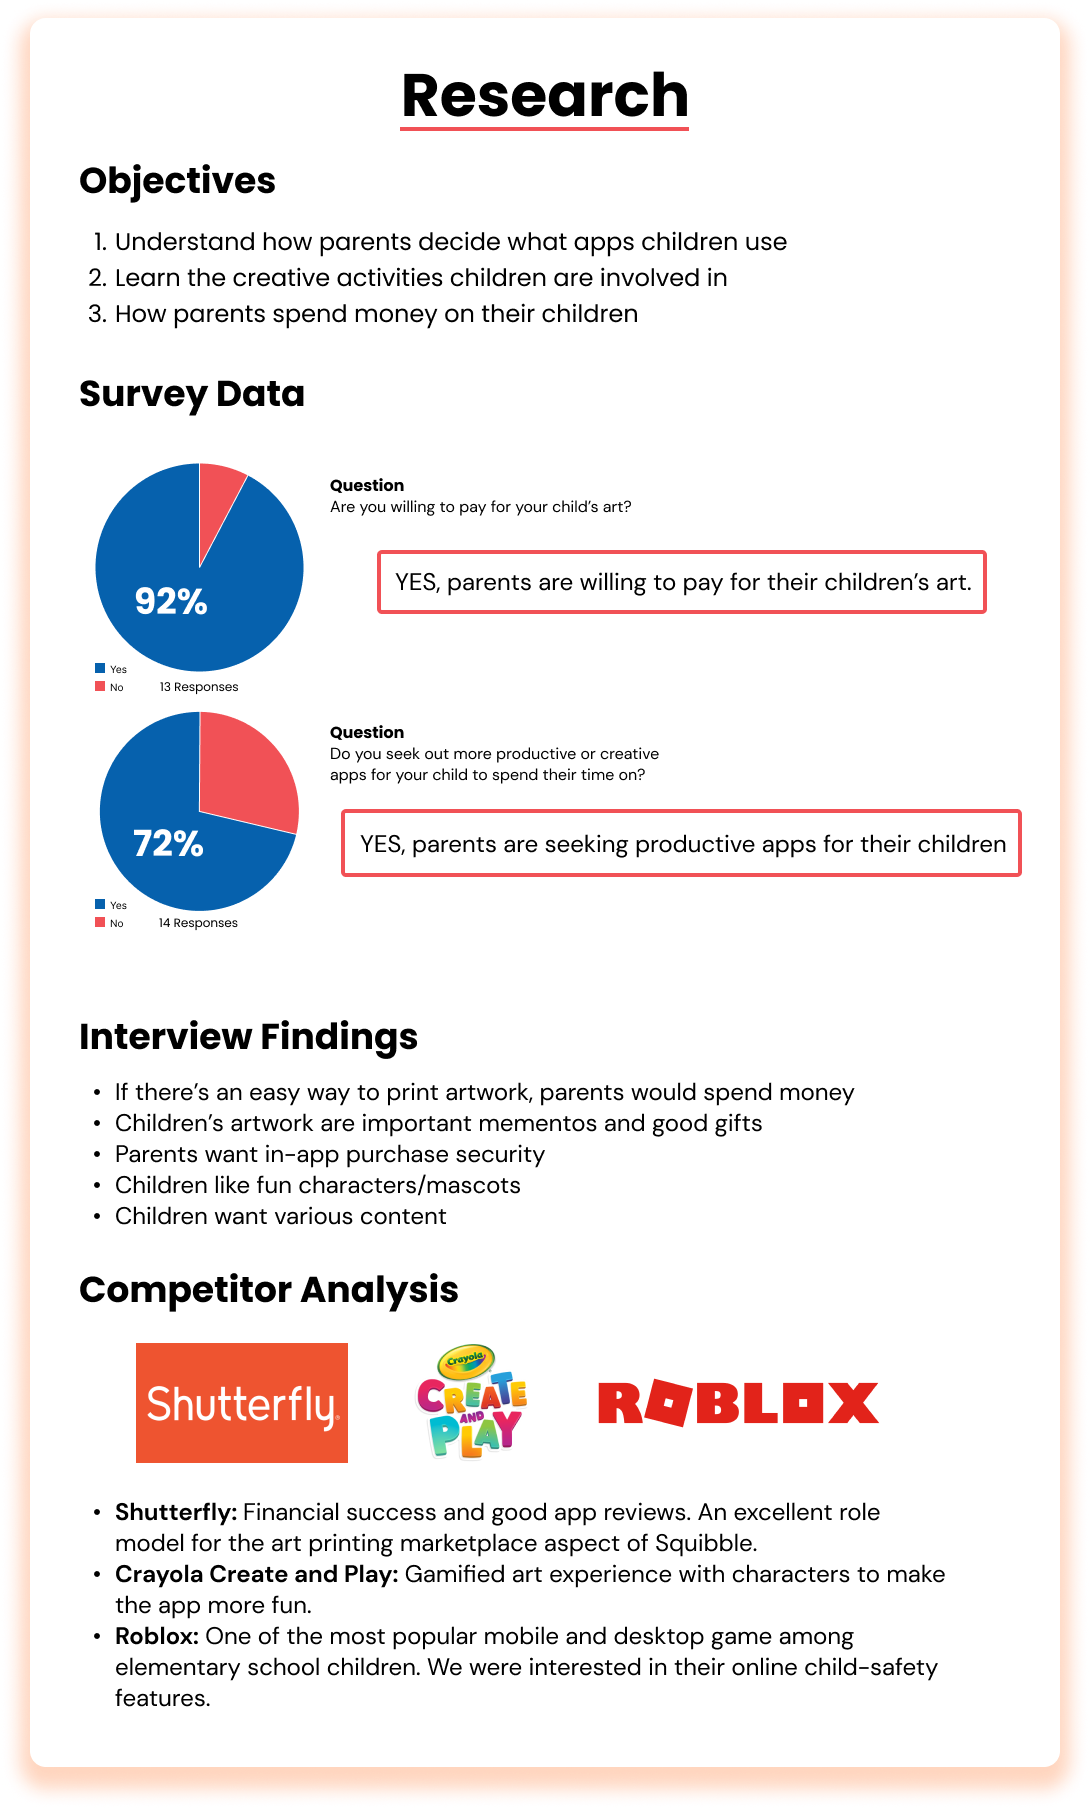 Research
Objectives
1. Understand how parents decide what apps children use
2. Learn the creative activities children are involved in
3. How parents spend money on their children
Survey Data
92%
Yes
No
13 Responses
Question
Are you willing to pay for your child's art?
YES, parents are willing to pay for their children's art.
72%
Yes
No
14 Responses
Question
Do you seek out more productive or creative
apps for your child to spend their time on?
YES, parents are seeking productive apps for their children
Interview Findings
• If there's an easy way to print artwork, parents would spend money
• Children's artwork are important mementos and good gifts
• Parents want in-app purchase security
• Children like fun characters/mascots
• Children want various content
Competitor Analysis
Shutterfly
Crayola
CREATE
AND
PLAY
ROBLOX
• Shutterfly: Financial success and good app reviews. An excellent role
model for the art printing marketplace aspect of Squibble.
• Crayola Create and Play: Gamified art experience with characters to make
the app more fun.
• Roblox: One of the most popular mobile and desktop game among
elementary school children. We were interested in their online child-safety
features.